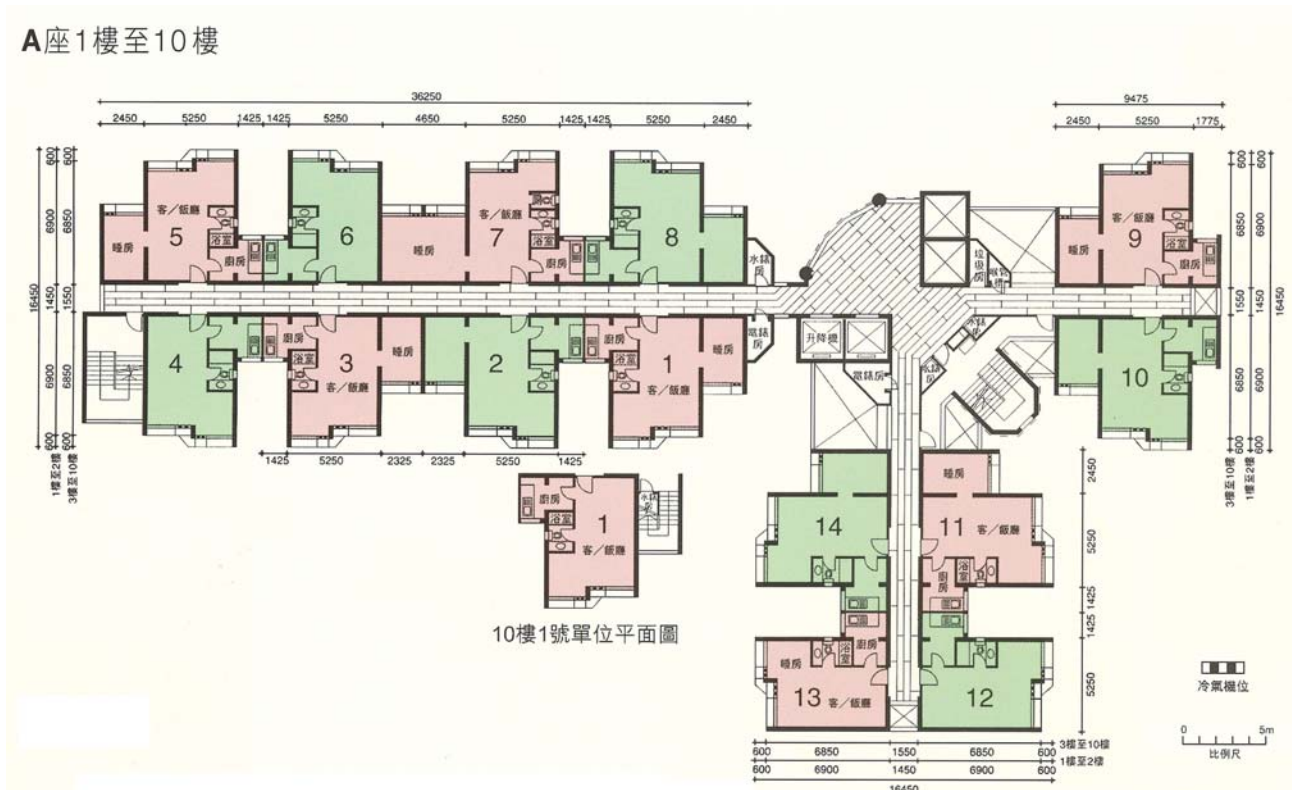 A座1樓至10樓
36250
2450 5250 1425 1425 5250 4650 5250 1425 1425 5250 2450
9475
2450 5250 1775
16450
600 6900 1450 6900 600
1樓至2樓
600 6850 1550 6850 600
3樓至10樓
睡房 5 客╱飯廳 浴室 廚房
6
睡房 7 客╱飯廳 浴室 廚房
8
水錶房
垃圾房
喉管槽
睡房 9 客╱飯廳 浴室 廚房
4
廚房 浴室 3 客╱飯廳 睡房
2
廚房 浴室 1 客╱飯廳 睡房
電錶房
升降機
電錶房
水錶房
水錶房
10
600 6850 1550 6850 600
3樓至10樓
600 6900 1450 6900 600
1樓至2樓
16450
1425 5250 2325 2325 5250 1425
廚房 浴室 1 客╱飯廳
水錶房
10樓1號單位平面圖
14
睡房 11 客╱飯廳 浴室 廚房
睡房 浴室 廚房 13 客╱飯廳
12
2450
5250
1425
1425
5250
600 6850 1550 6850 600 3樓至10樓
600 6900 1450 6900 600 1樓至2樓
16450
冷氣機位
0 5m
比例尺